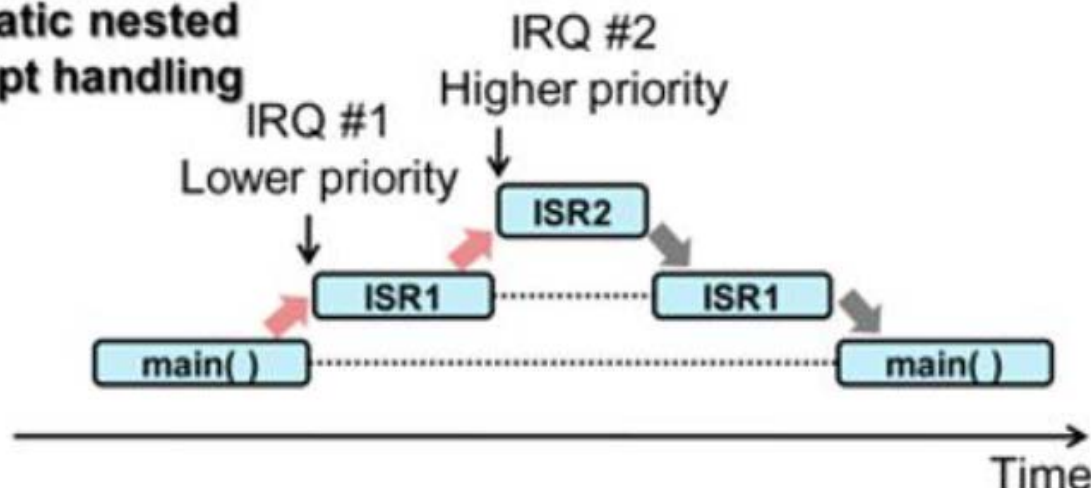 atic nested
pt handling
IRQ #1
Lower priority
IRQ #2
Higher priority
ISR2
ISR1
ISR1
main( )
main( )
Time